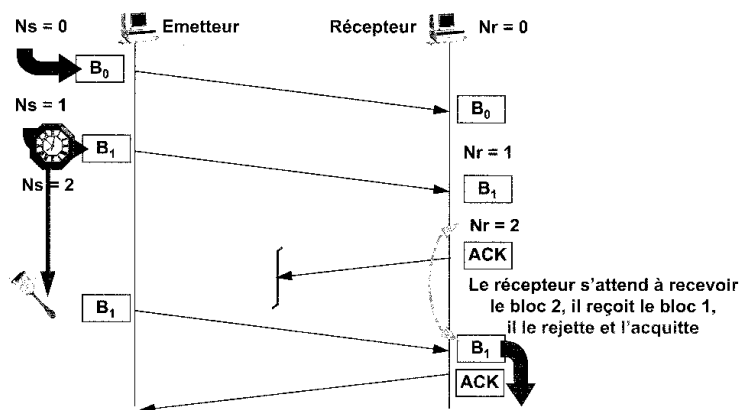 Ns = 0 Emetteur Récepteur Nr = 0
B₀
B₀
Ns = 1
B₁
Nr = 1
B₁
Ns = 2
Nr = 2
ACK
Le récepteur s'attend à recevoir
le bloc 2, il reçoit le bloc 1,
il le rejette et l'acquitte
B₁
B₁
ACK